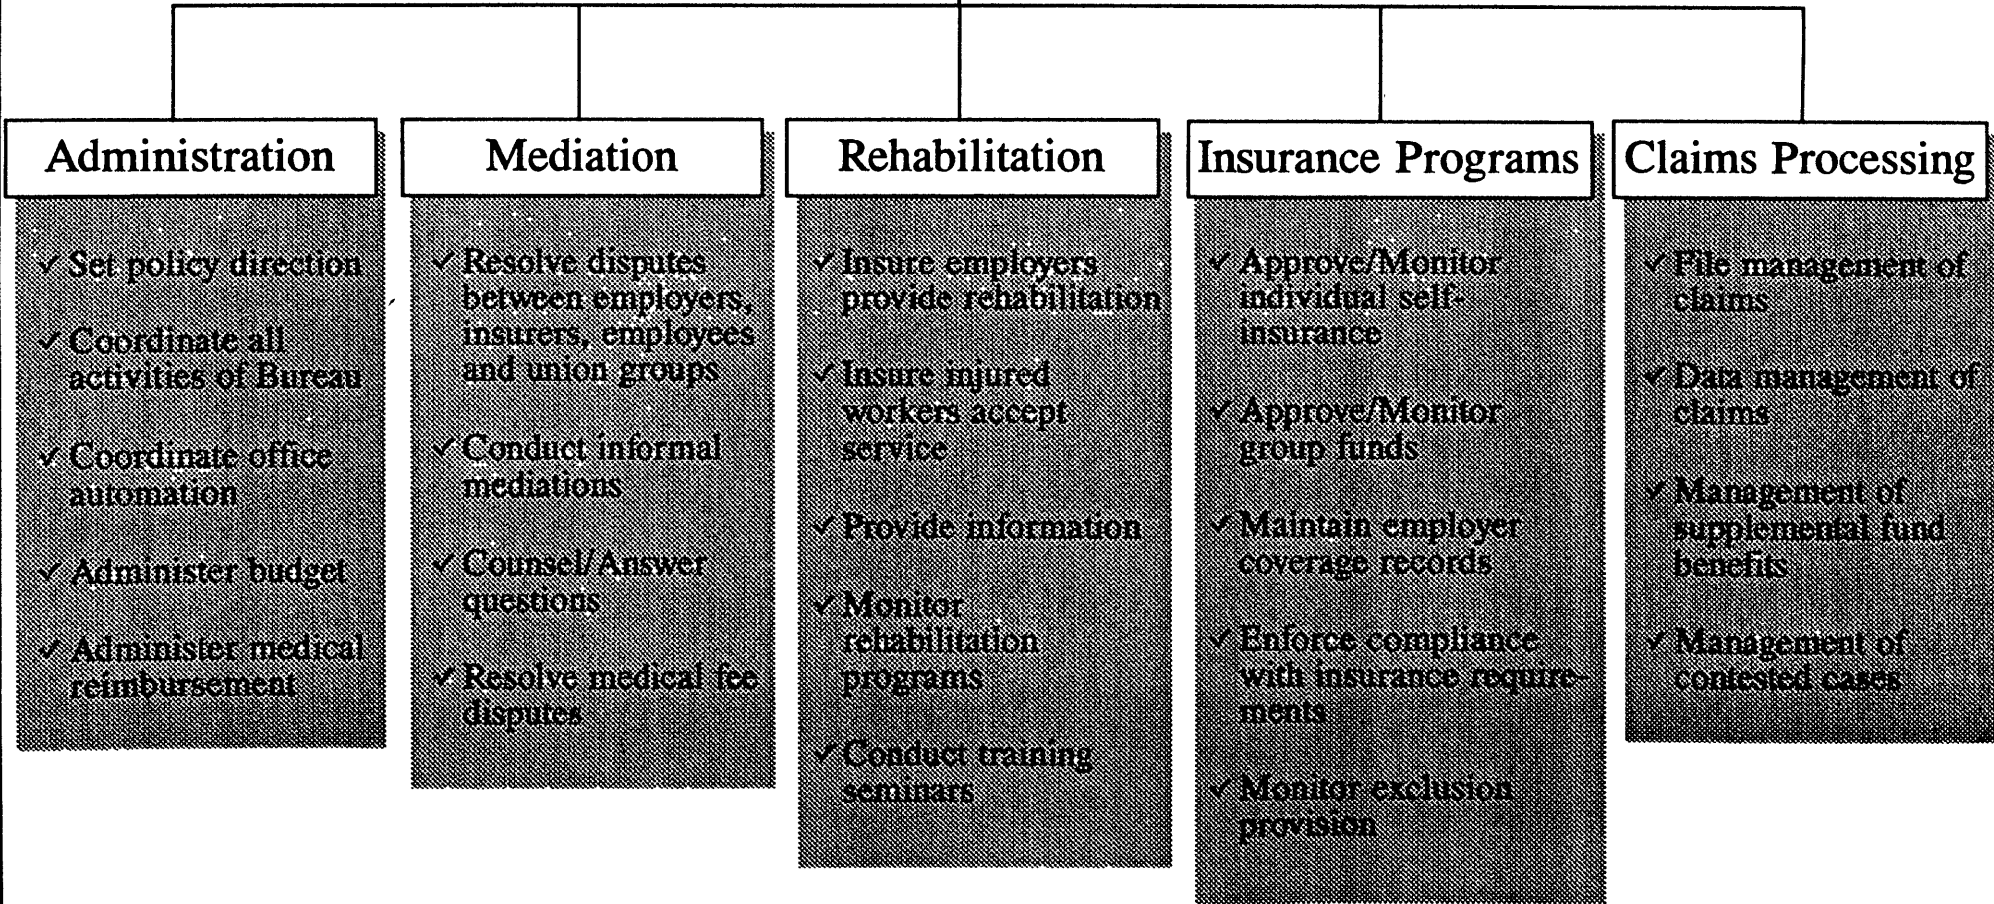 Administration
✓ Set policy direction
✓ Coordinate all
activities of Bureau
✓ Coordinate office
automation
✓ Administer budget
✓ Administer medical
reimbursement
Mediation
✓ Resolve disputes
between employers,
insurers, employees
and union groups
✓ Conduct informal
mediations
✓ Counsel/Answer
questions
✓ Resolve medical fee
disputes
Rehabilitation
✓ Insure employers
provide rehabilitation
✓ Insure injured
workers accept
service
✓ Provide information
✓ Monitor
rehabilitation
programs
✓ Conduct training
seminars
Insurance Programs
✓ Approve/Monitor
individual self-
insurance
✓ Approve/Monitor
group funds
✓ Maintain employer
coverage records
✓ Enforce compliance
with insurance require-
ments
✓ Monitor exclusion
provision
Claims Processing
✓ File management of
claims
✓ Data management of
claims
✓ Management of
supplemental fund
benefits
✓ Management of
contested cases